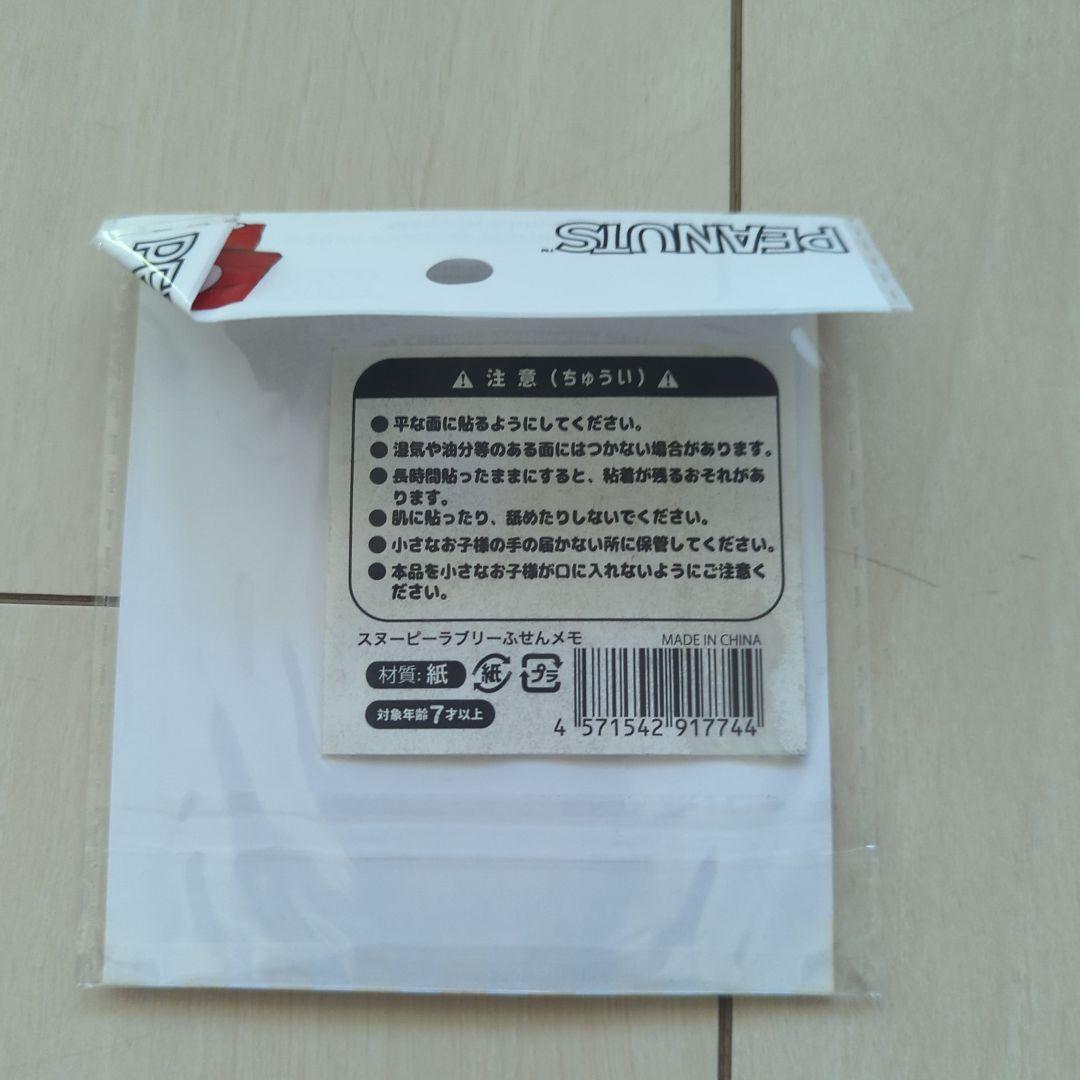 PEANUTS™
⚠ 注意(ちゅうい) ⚠
●平な面に貼るようにしてください。
●湿気や油分等のある面にはつかない場合があります。
●長時間貼ったままにすると、粘着が残るおそれがあ
ります。
●肌に貼ったり、舐めたりしないでください。
●小さなお子様の手の届かない所に保管してください。
●本品を小さなお子様が口に入れないようにご注意く
ださい。
スヌーピーラブリーふせんメモ MADE IN CHINA
材質:紙 紙 プラ
対象年齢7才以上
4 571542 917744